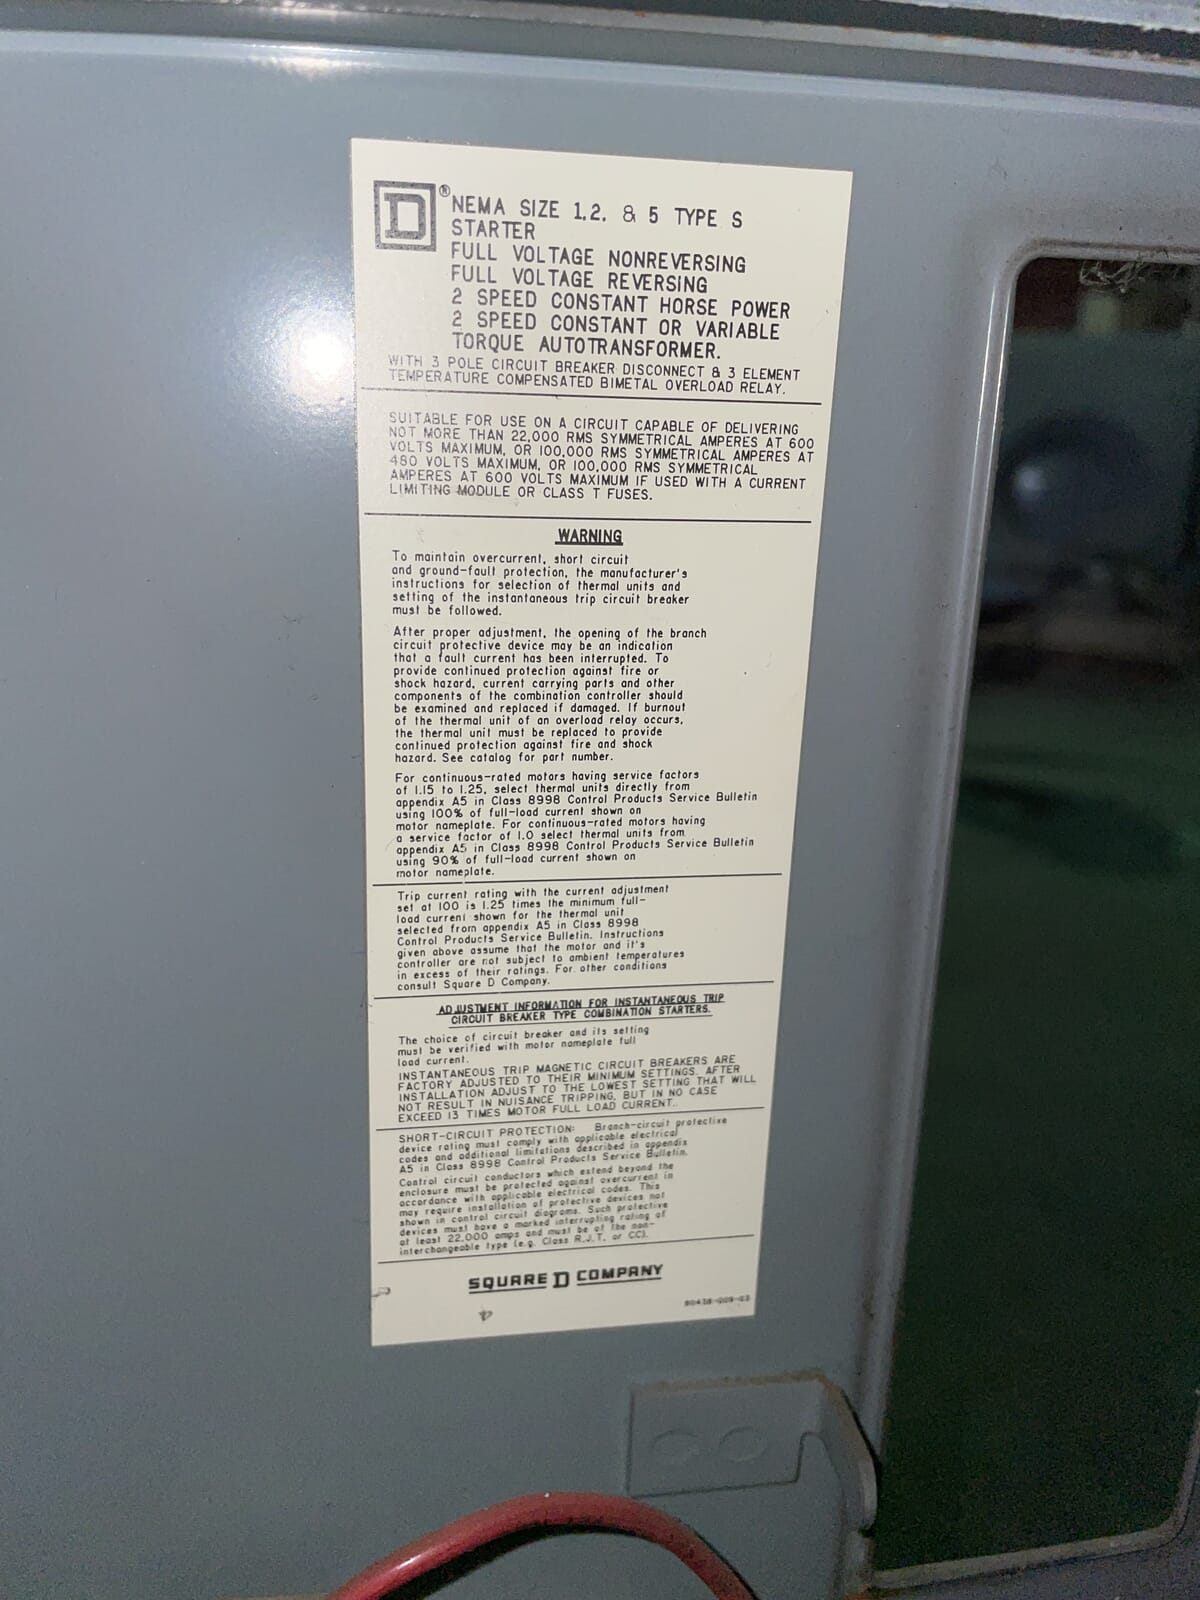 D®
NEMA SIZE 1,2, & 5 TYPE S
STARTER
FULL VOLTAGE NONREVERSING
FULL VOLTAGE REVERSING
2 SPEED CONSTANT HORSE POWER
2 SPEED CONSTANT OR VARIABLE
TORQUE AUTOTRANSFORMER.
WITH 3 POLE CIRCUIT BREAKER DISCONNECT & 3 ELEMENT
TEMPERATURE COMPENSATED BIMETAL OVERLOAD RELAY.
SUITABLE FOR USE ON A CIRCUIT CAPABLE OF DELIVERING
NOT MORE THAN 22,000 RMS SYMMETRICAL AMPERES AT 600
VOLTS MAXIMUM, OR 100,000 RMS SYMMETRICAL AMPERES AT
480 VOLTS MAXIMUM, OR 100,000 RMS SYMMETRICAL
AMPERES AT 600 VOLTS MAXIMUM IF USED WITH A CURRENT
LIMITING MODULE OR CLASS T FUSES.
WARNING
To maintain overcurrent, short circuit
and ground-fault protection, the manufacturer's
instructions for selection of thermal units and
setting of the instantaneous trip circuit breaker
must be followed.
After proper adjustment, the opening of the branch
circuit protective device may be an indication
that a fault current has been interrupted. To
provide continued protection against fire or
shock hazard, current carrying parts and other
components of the combination controller should
be examined and replaced if damaged. If burnout
of the thermal unit of an overload relay occurs,
the thermal unit must be replaced to provide
continued protection against fire and shock
hazard. See catalog for part number.
For continuous-rated motors having service factors
of 1.15 to 1.25, select thermal units directly from
appendix A5 in Class 8998 Control Products Service Bulletin
using 100% of full-load current shown on
motor nameplate. For continuous-rated motors having
a service factor of 1.0 select thermal units from
appendix A5 in Class 8998 Control Products Service Bulletin
using 90% of full-load current shown on
motor nameplate.
Trip current rating with the current adjustment
set at 100 is 1.25 times the minimum full-
load current shown for the thermal unit
selected from appendix A5 in Class 8998
Control Products Service Bulletin. Instructions
given above assume that the motor and it's
controller are not subject to ambient temperatures
in excess of their ratings. For other conditions
consult Square D Company.
ADJUSTMENT INFORMATION FOR INSTANTANEOUS TRIP
CIRCUIT BREAKER TYPE COMBINATION STARTERS.
The choice of circuit breaker and its setting
must be verified with motor nameplate full
load current.
INSTANTANEOUS TRIP MAGNETIC CIRCUIT BREAKERS ARE
FACTORY ADJUSTED TO THEIR MINIMUM SETTINGS. AFTER
INSTALLATION ADJUST TO THE LOWEST SETTING THAT WILL
NOT RESULT IN NUISANCE TRIPPING, BUT IN NO CASE
EXCEED 13 TIMES MOTOR FULL LOAD CURRENT.
SHORT-CIRCUIT PROTECTION: Branch-circuit protective
device rating must comply with applicable electrical
codes and additional limitations described in appendix
A5 in Class 8998 Control Products Service Bulletin.
Control circuit conductors which extend beyond the
enclosure must be protected against overcurrent in
accordance with applicable electrical codes. This
may require installation of protective devices not
shown in control circuit diagrams. Such protective
devices must have a marked interrupting rating of
at least 22,000 amps and must be of the non-
interchangeable type (e.g. Class R,J,T, or CC).
SQUARE D COMPANY
80438-009-03